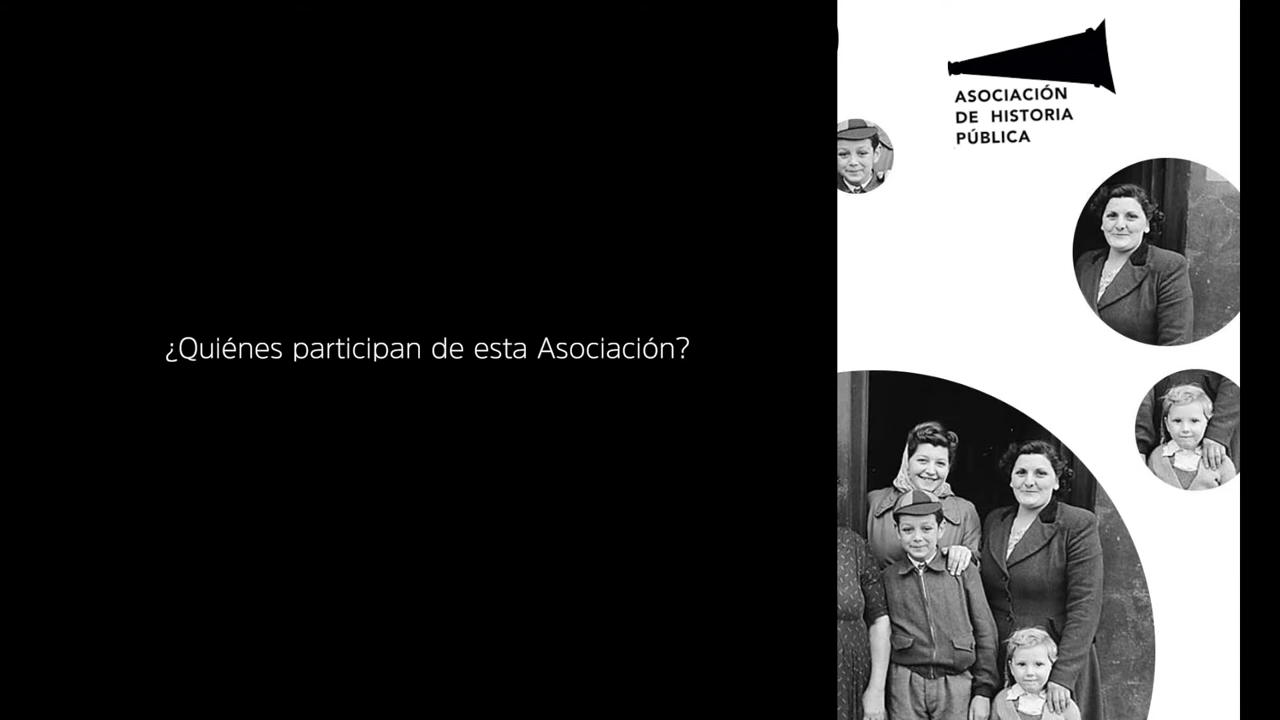 ¿Quiénes participan de esta Asociación?
ASOCIACIÓN
DE HISTORIA
PÚBLICA